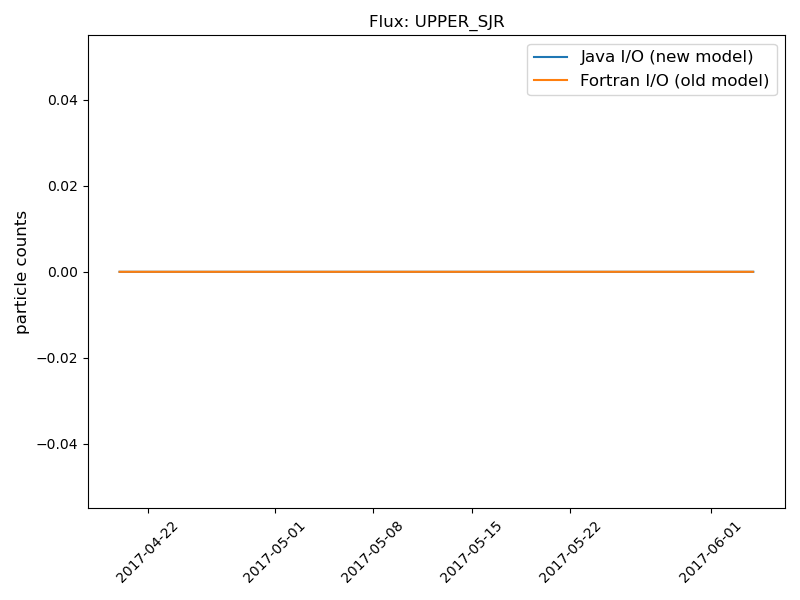 Flux: UPPER_SJR
Java I/O (new model)
Fortran I/O (old model)
particle counts
0.04
0.02
0.00
−0.02
−0.04
2017-04-22
2017-05-01
2017-05-08
2017-05-15
2017-05-22
2017-06-01